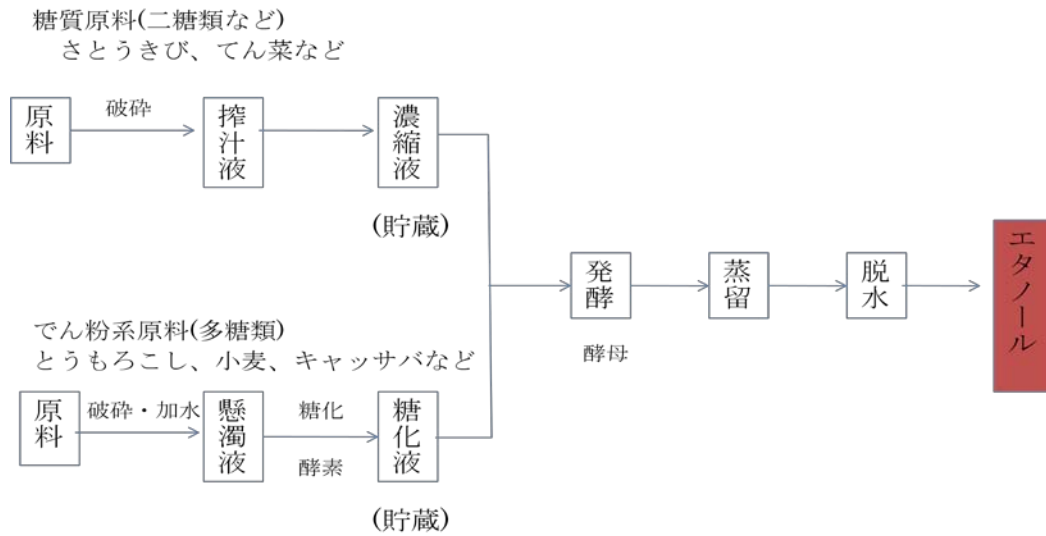 糖質原料(二糖類など)
さとうきび、てん菜など
原料
破砕
搾汁液
濃縮液
(貯蔵)
でん粉系原料(多糖類)
とうもろこし、小麦、キャッサバなど
原料
破砕・加水
懸濁液
糖化
酵素
糖化液
(貯蔵)
発酵
酵母
蒸留
脱水
エタノール